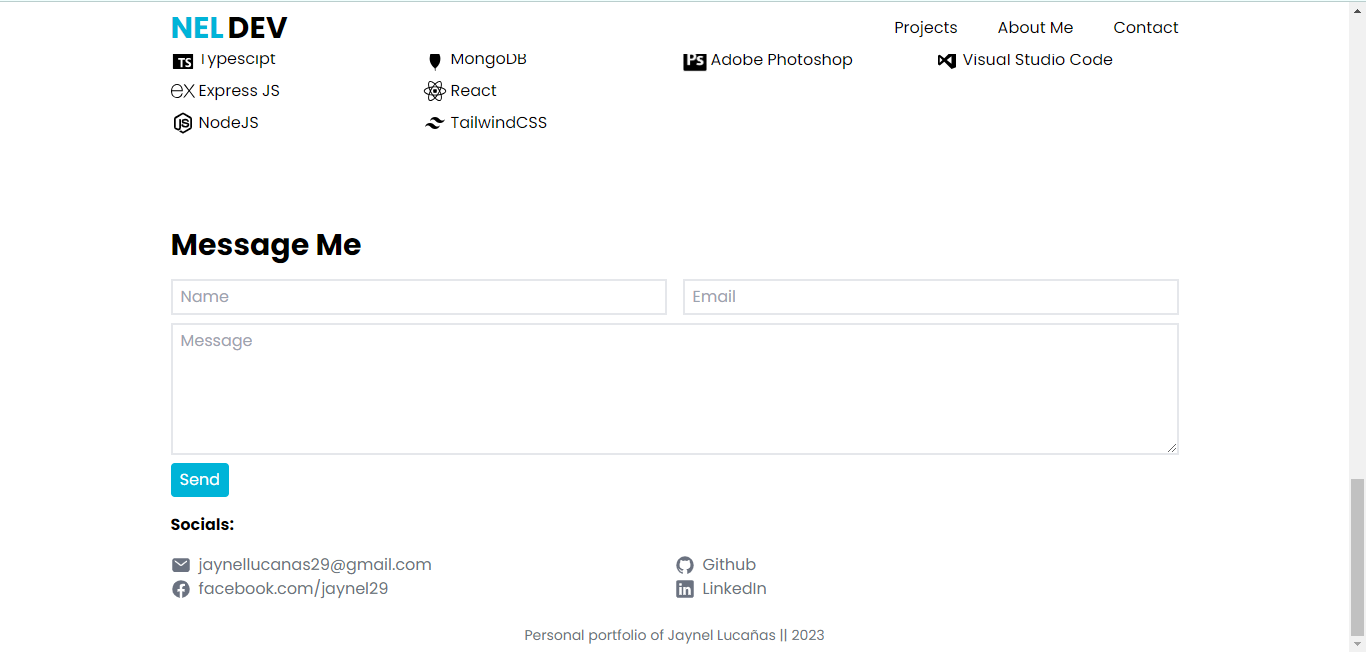 NEL DEV Projects About Me Contact
Typescipt MongoDB Adobe Photoshop Visual Studio Code
Express JS React
NodeJS TailwindCSS
Message Me
Name Email
Message
Send
Socials:
jaynellucanas29@gmail.com Github
facebook.com/jaynel29 LinkedIn
Personal portfolio of Jaynel Lucañas || 2023